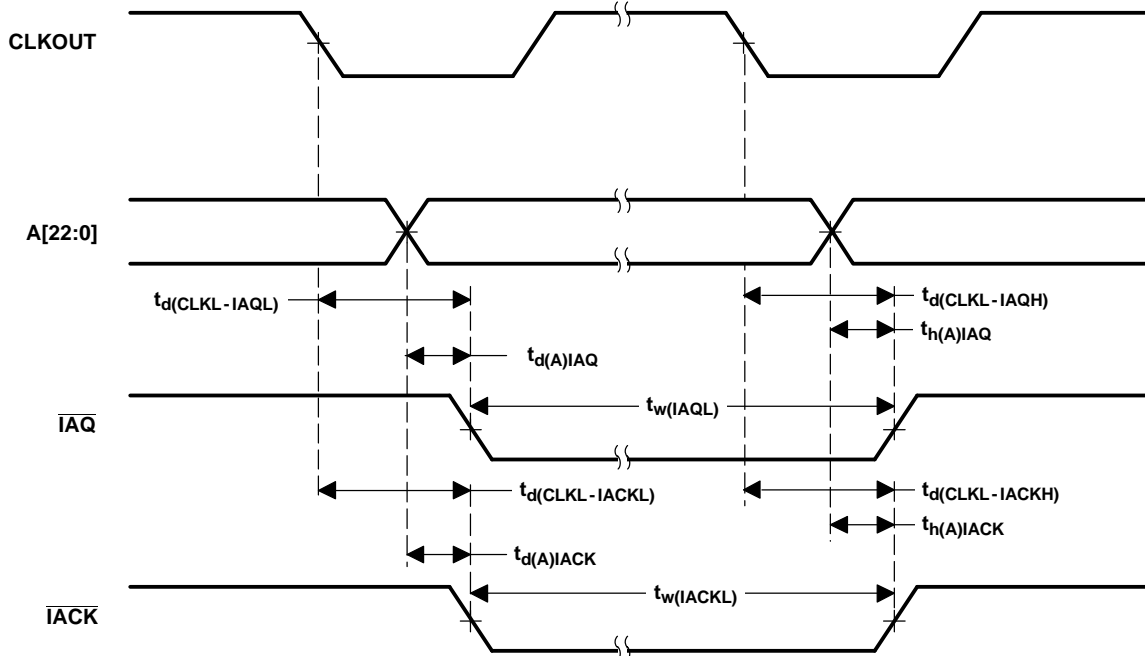 CLKOUT
A[22:0]
td(CLKL-IAQL)
td(CLKL-IAQH)
th(A)IAQ
td(A)IAQ
tw(IAQL)
IAQ
td(CLKL-IACKL)
td(CLKL-IACKH)
th(A)IACK
td(A)IACK
tw(IACKL)
IACK